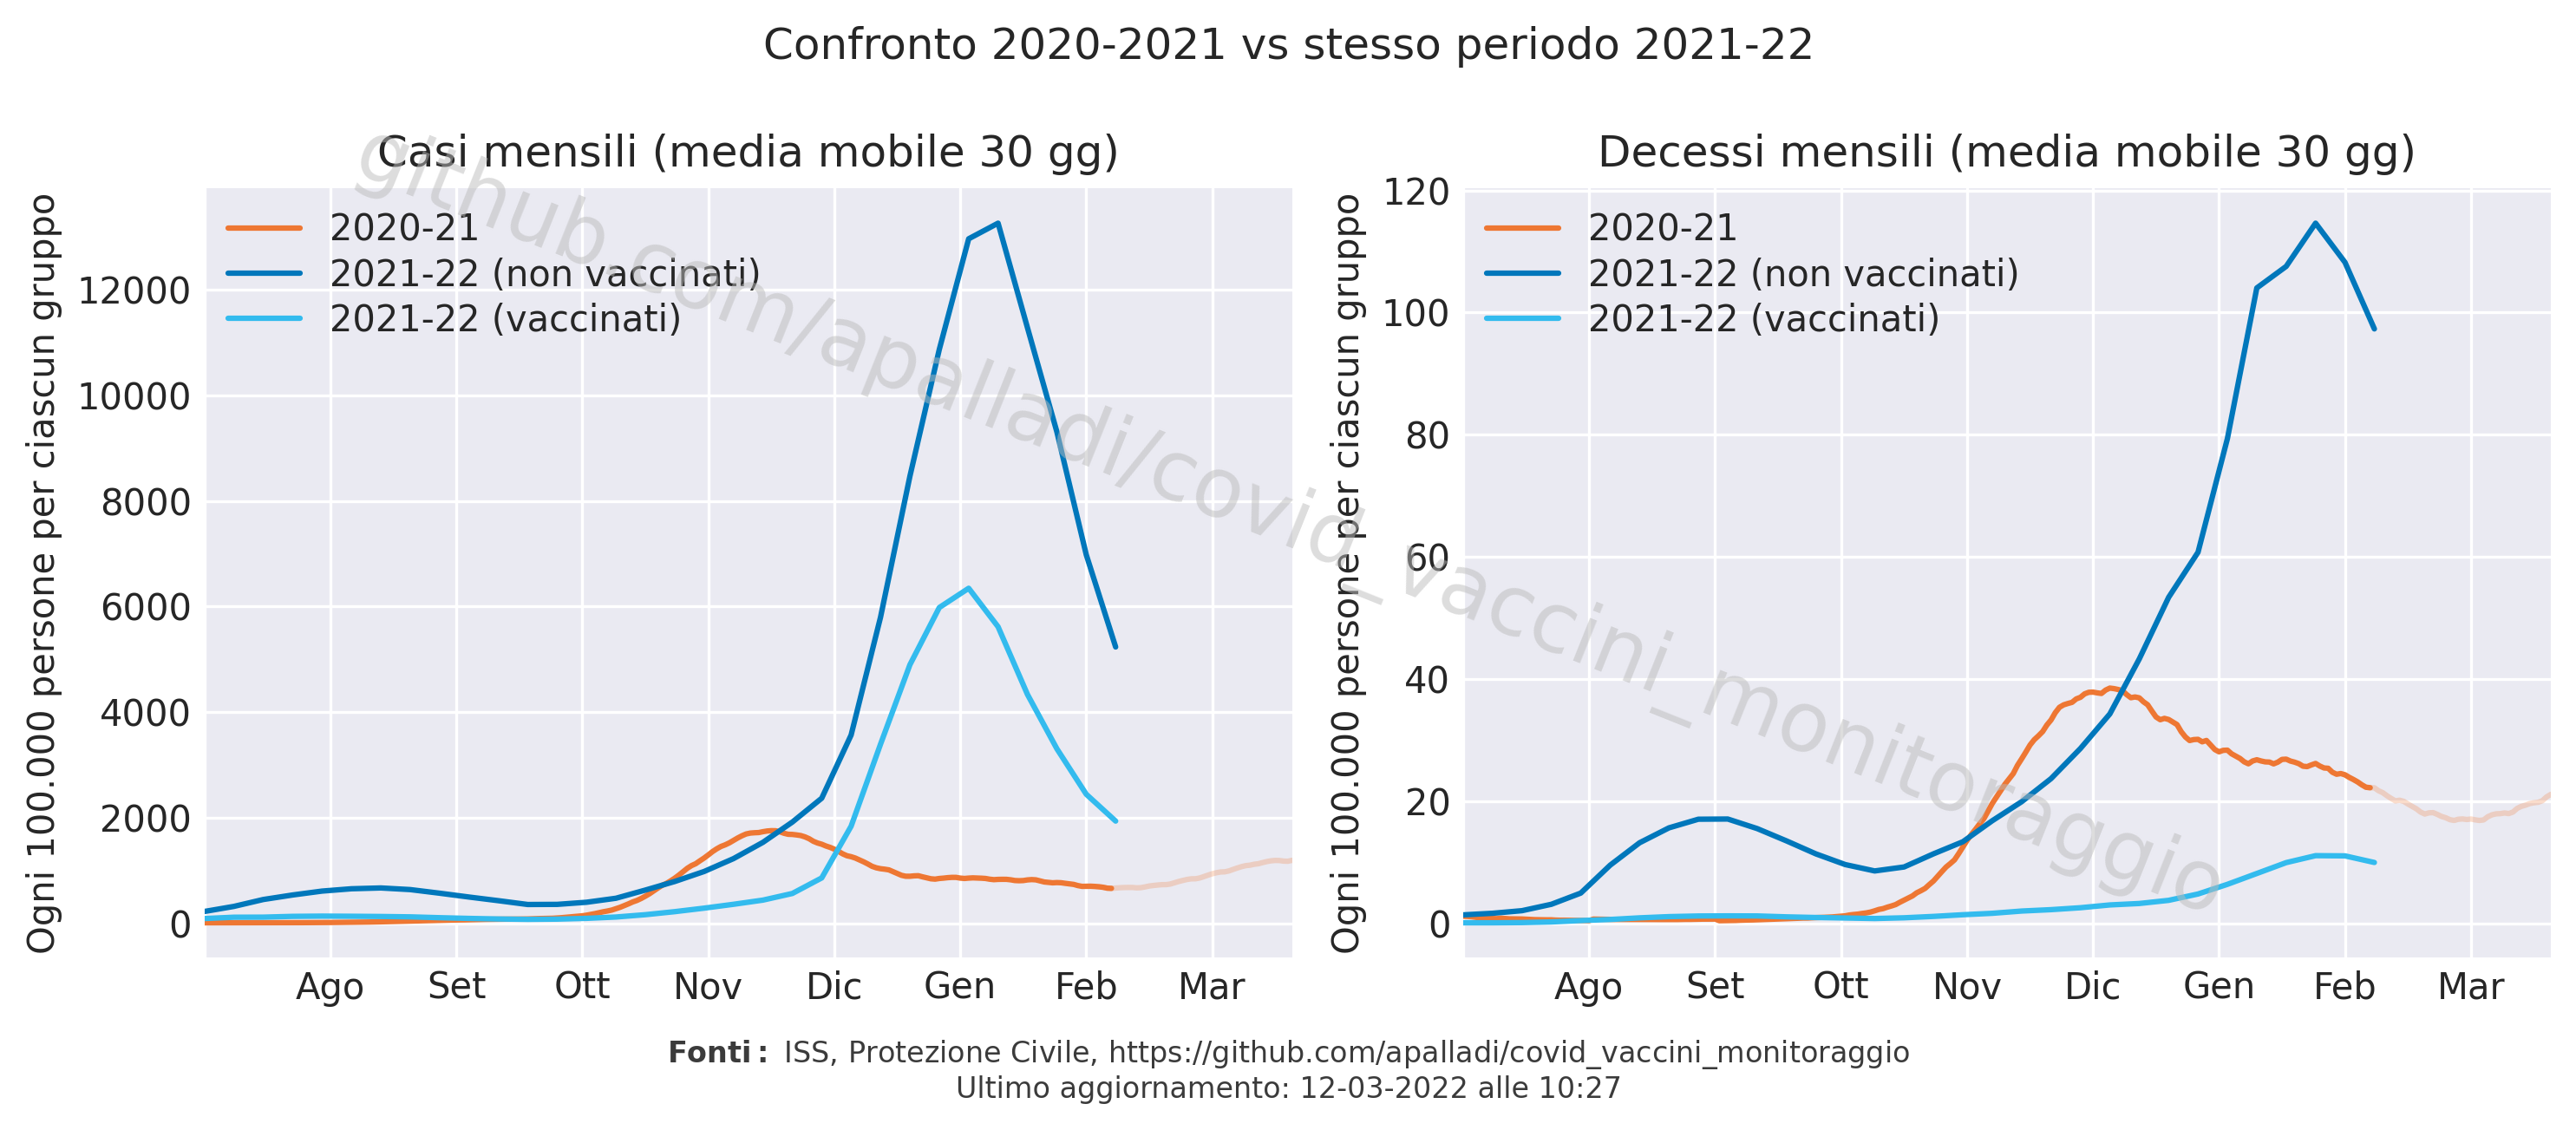 Confronto 2020-2021 vs stesso periodo 2021-22
Casi mensili (media mobile 30 gg)
Ogni 100.000 persone per ciascun gruppo
2020-21
2021-22 (non vaccinati)
2021-22 (vaccinati)
12000
10000
8000
6000
4000
2000
0
Ago Set Ott Nov Dic Gen Feb Mar
Decessi mensili (media mobile 30 gg)
Ogni 100.000 persone per ciascun gruppo
2020-21
2021-22 (non vaccinati)
2021-22 (vaccinati)
120
100
80
60
40
20
0
Ago Set Ott Nov Dic Gen Feb Mar
github.com/apalladi/covid_vaccini_monitoraggio
Fonti: ISS, Protezione Civile, https://github.com/apalladi/covid_vaccini_monitoraggio
Ultimo aggiornamento: 12-03-2022 alle 10:27